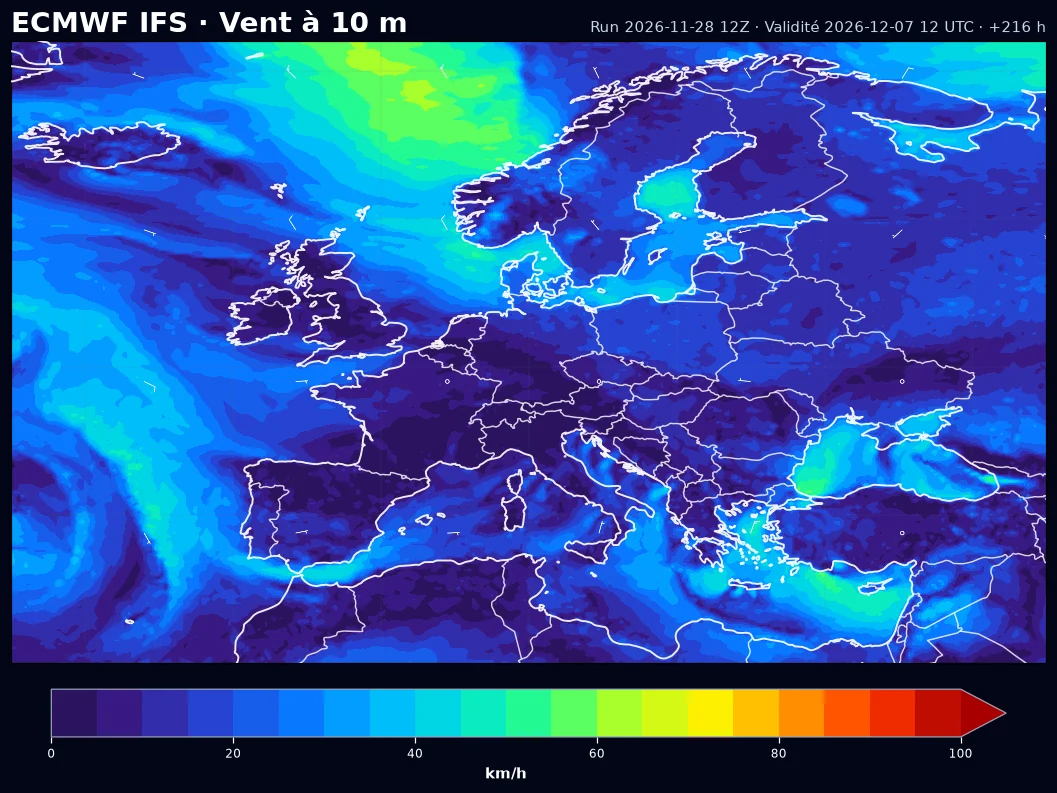 ECMWF IFS · Vent à 10 m
Run 2026-11-28 12Z · Validité 2026-12-07 12 UTC · +216 h
0 20 40 60 80 100
km/h